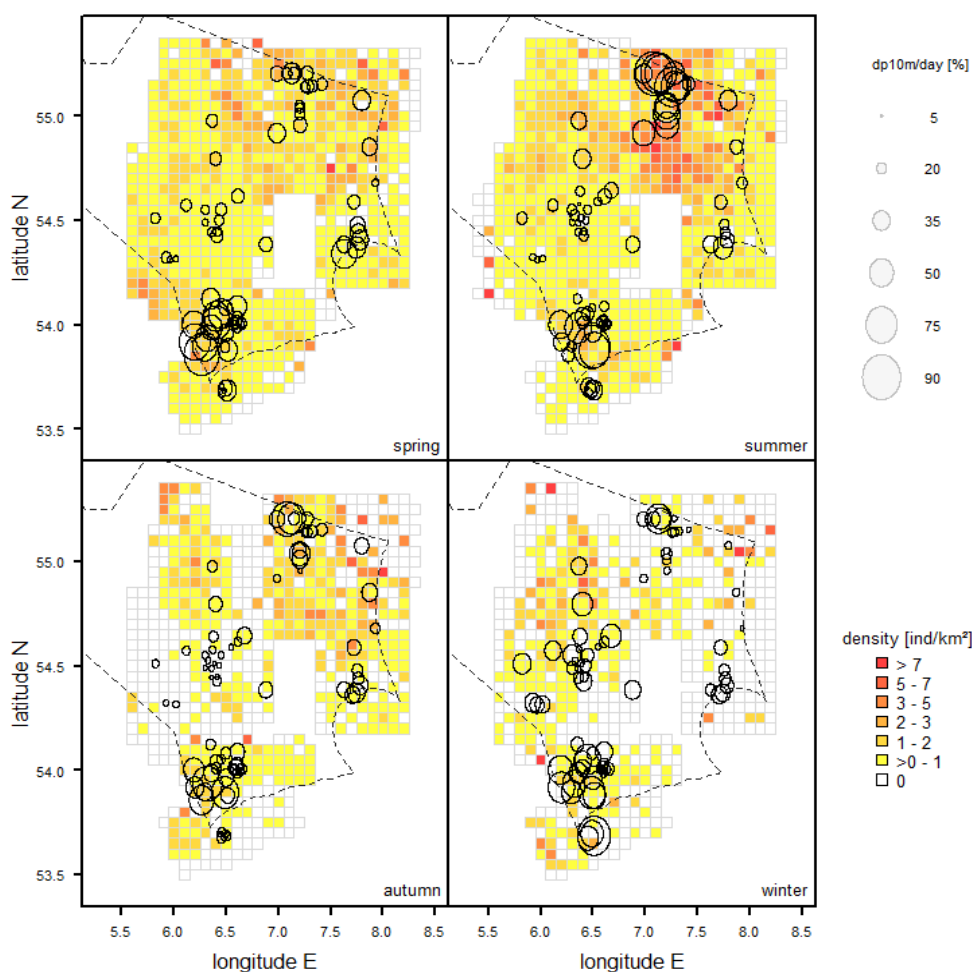 dp10m/day [%]
5
20
35
50
75
90
latitude N
55.0
54.5
54.0
53.5
spring
summer
latitude N
55.0
54.5
54.0
53.5
autumn
winter
density [ind/km²]
> 7
5 - 7
3 - 5
2 - 3
1 - 2
>0 - 1
0
5.5 6.0 6.5 7.0 7.5 8.0 8.5
5.5 6.0 6.5 7.0 7.5 8.0 8.5
longitude E
longitude E